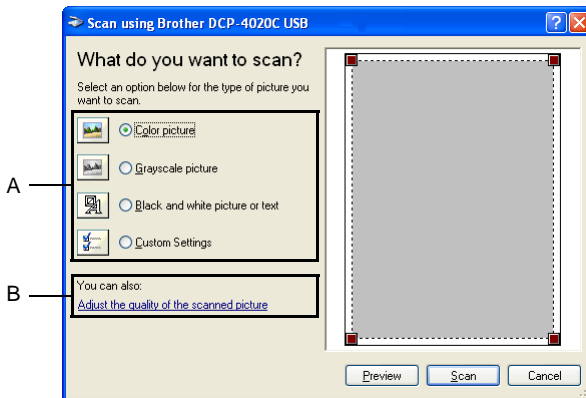 Scan using Brother DCP-4020C USB
What do you want to scan?
Select an option below for the type of picture you
want to scan.
A
Color picture
Grayscale picture
Black and white picture or text
Custom Settings
B
You can also:
Adjust the quality of the scanned picture
Preview
Scan
Cancel